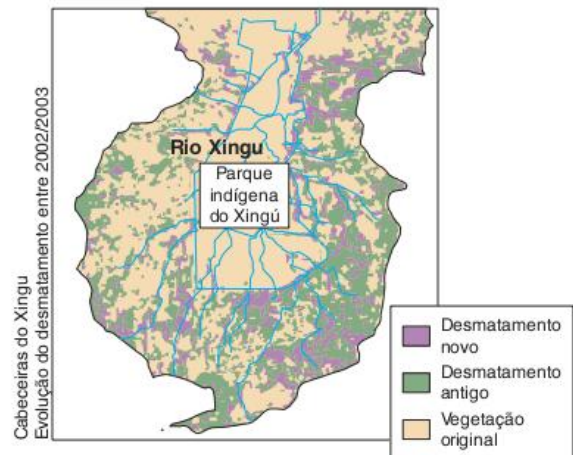 Cabeceiras do Xingu
Evolução do desmatamento entre 2002/2003
Rio Xingu
Parque
indígena
do Xingú
Desmatamento
novo
Desmatamento
antigo
Vegetação
original